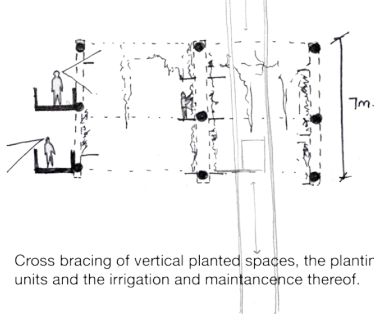 7m.
Cross bracing of vertical planted spaces, the plantin
units and the irrigation and maintancence thereof.